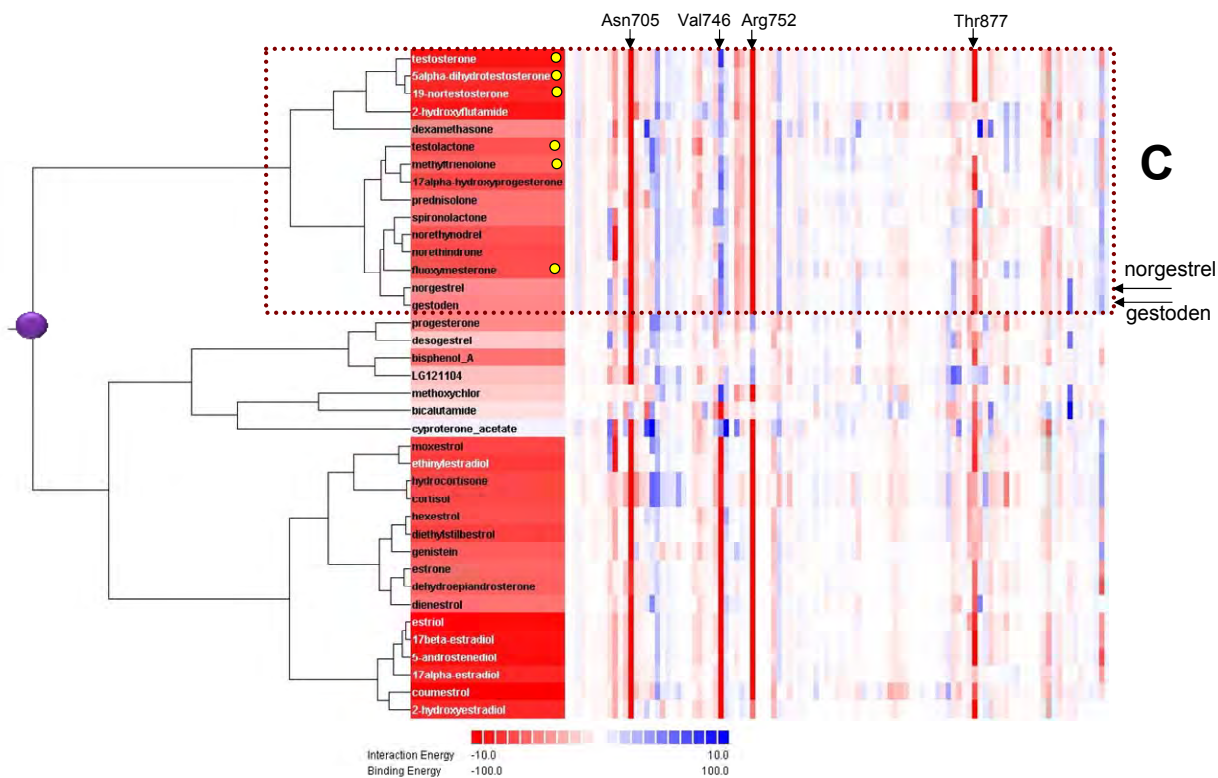 Asn705 Val746 Arg752 Thr877
testosterone
5alpha-dihydrotestosterone
19-nortestosterone
2-hydroxyflutamide
dexamethasone
testolactone
methyltrienolone
17alpha-hydroxyprogesterone
prednisolone
spironolactone
norethynodrel
norethindrone
fluoxymesterone
norgestrel
gestoden
C
norgestrel
gestoden
progesterone
desogestrel
bisphenol_A
LG121104
methoxychlor
bicalutamide
cyproterone_acetate
moxestrol
ethinylestradiol
hydrocortisone
cortisol
hexestrol
diethylstilbestrol
genistein
estrone
dehydroepiandrosterone
dienestrol
estriol
17beta-estradiol
5-androstenediol
17alpha-estradiol
coumestrol
2-hydroxyestradiol
Interaction Energy -10.0 10.0
Binding Energy -100.0 100.0